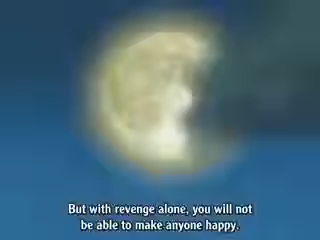 But with revenge alone, you will not
be able to make anyone happy.